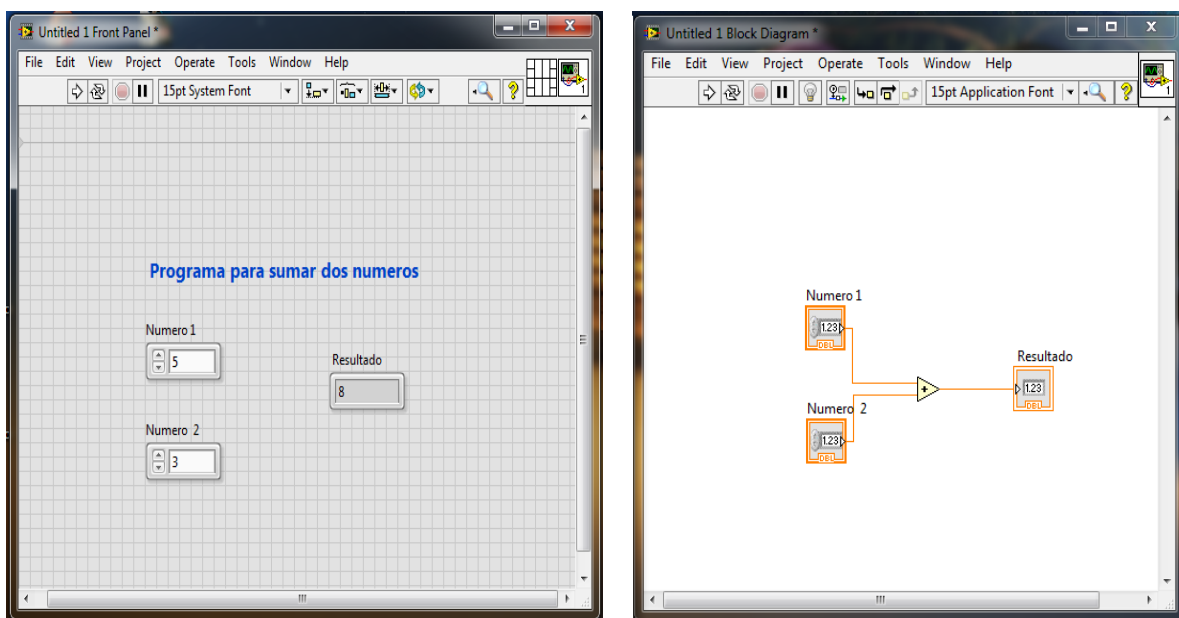 Untitled 1 Front Panel *
File Edit View Project Operate Tools Window Help
15pt System Font
1
Programa para sumar dos numeros
Numero 1
5
Resultado
8
Numero 2
3
Untitled 1 Block Diagram *
File Edit View Project Operate Tools Window Help
15pt Application Font
1
Numero 1
1.23
DBL
Resultado
1.23
DBL
Numero 2
1.23
DBL